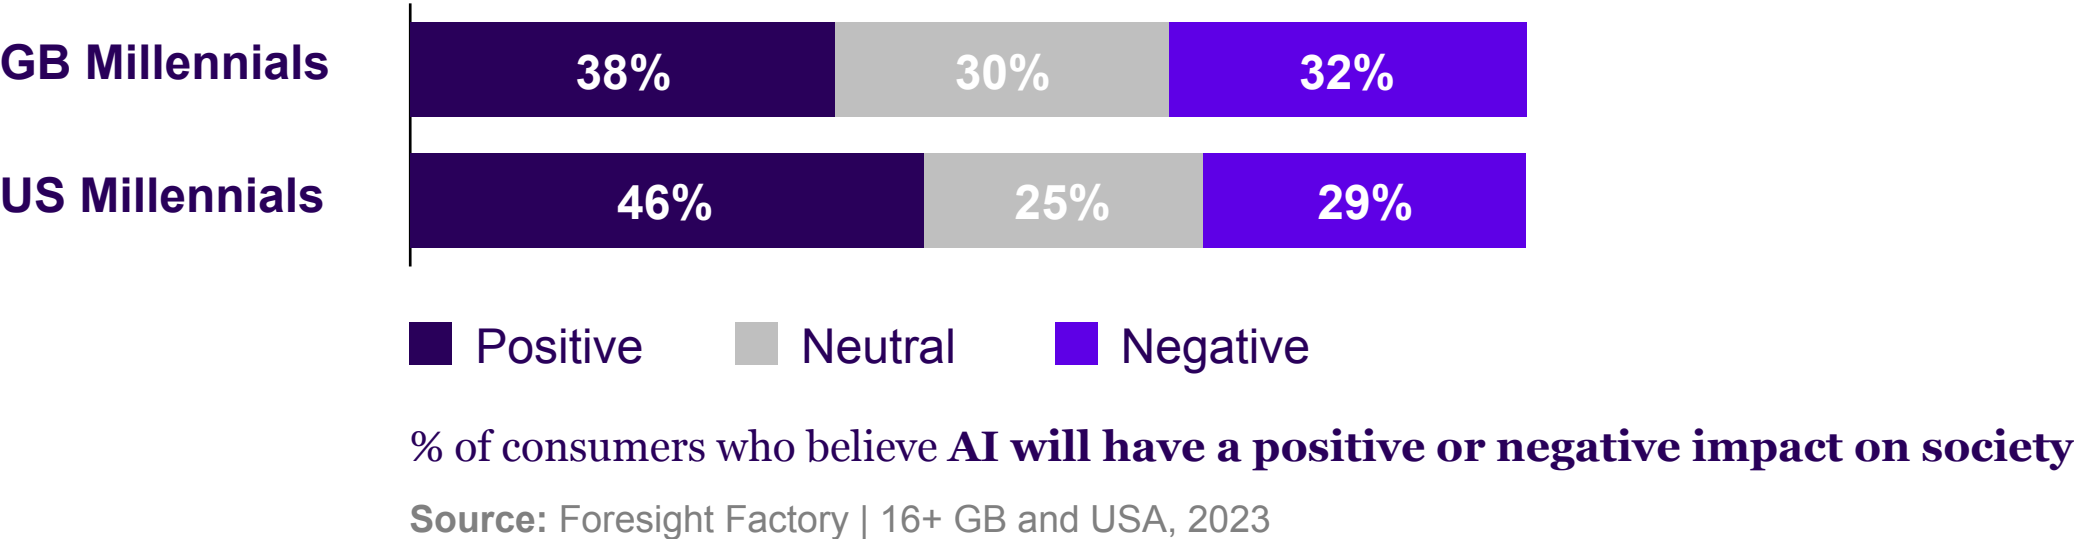 GB Millennials
38% 30% 32%
US Millennials
46% 25% 29%
Positive Neutral Negative
% of consumers who believe AI will have a positive or negative impact on society
Source: Foresight Factory | 16+ GB and USA, 2023